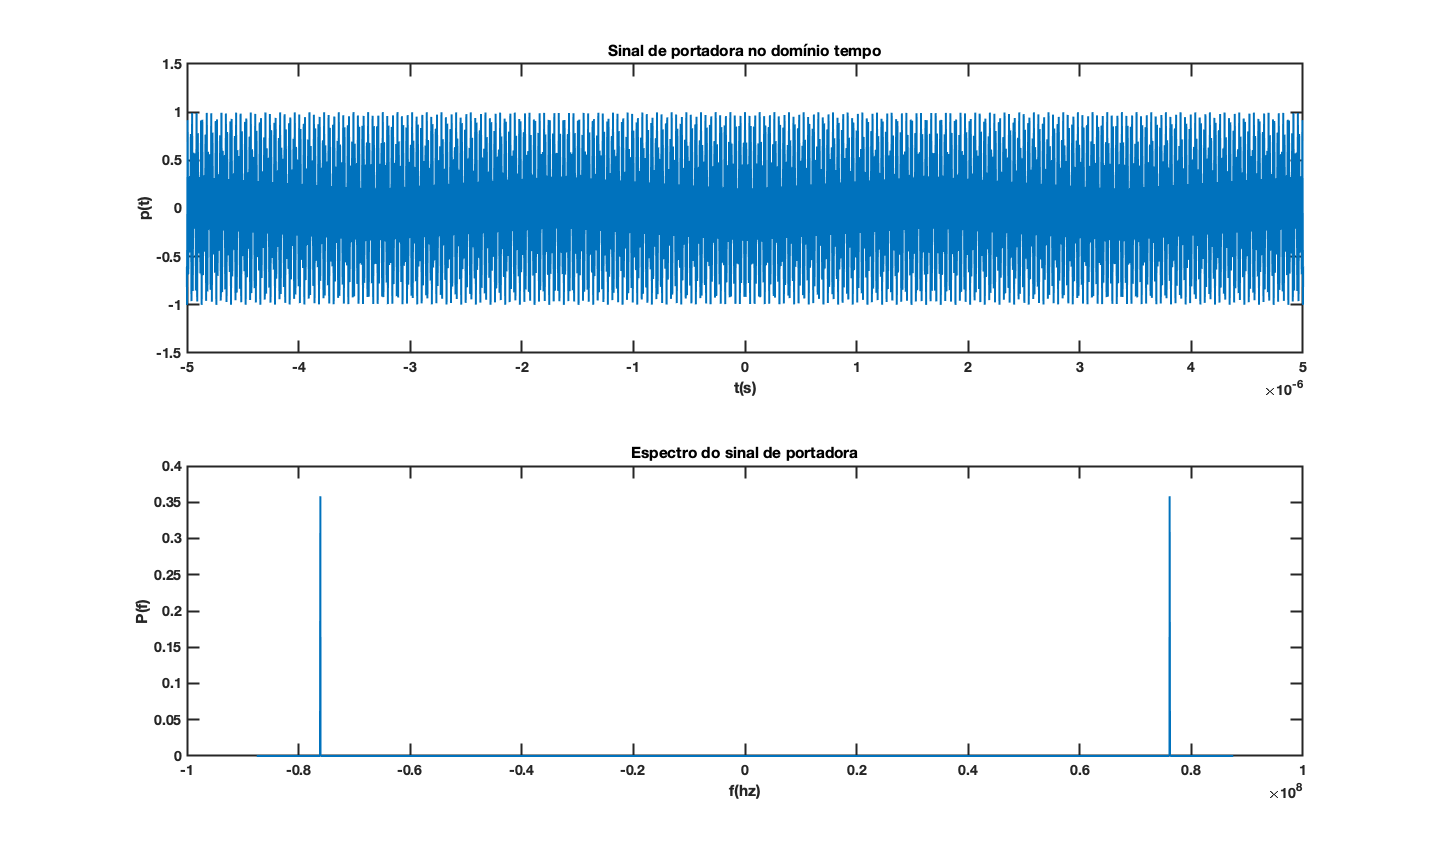 Sinal de portadora no domínio tempo
1.5
1
0.5
0
-0.5
-1
-1.5
p(t)
-5 -4 -3 -2 -1 0 1 2 3 4 5
t(s)
×10-6
Espectro do sinal de portadora
0.4
0.35
0.3
0.25
0.2
0.15
0.1
0.05
0
P(f)
-1 -0.8 -0.6 -0.4 -0.2 0 0.2 0.4 0.6 0.8 1
f(hz)
×108